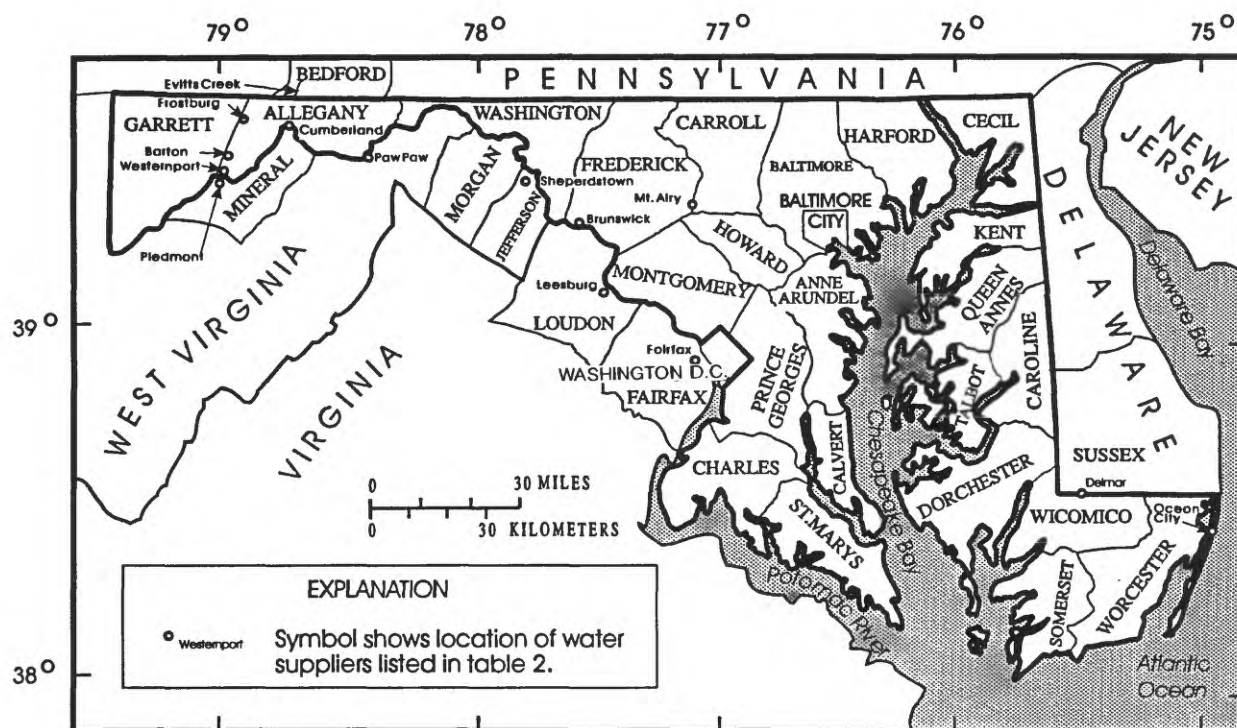 79° 78° 77° 76° 75°
BEDFORD
PENNSYLVANIA
Evitts Creek
Frostburg
ALLEGANY
WASHINGTON
CARROLL
HARFORD
CECIL
NEW
JERSEY
GARRETT
Cumberland
Barton
Westernport
Paw Paw
MINERAL
MORGAN
Sheperdstown
FREDERICK
BALTIMORE
Mt. Airy
BALTIMORE
CITY
JEFFERSON
Brunswick
Piedmont
HOWARD
KENT
DELAWARE
Delaware Bay
Leesburg
MONTGOMERY
ANNE
ARUNDEL
QUEEN
ANNES
39°
LOUDON
Fairfax
WASHINGTON D.C.
FAIRFAX
PRINCE
GEORGES
TALBOT
CAROLINE
WEST VIRGINIA
VIRGINIA
CALVERT
Chesapeake Bay
CHARLES
SUSSEX
Delmar
DORCHESTER
0 30 MILES
0 30
KILOMETERS
ST.MARYS
WICOMICO
Ocean
City
Potomac River
SOMERSET
WORCESTER
EXPLANATION
Westernport
Symbol shows location of water
suppliers listed in table 2.
38°
Atlantic
Ocean